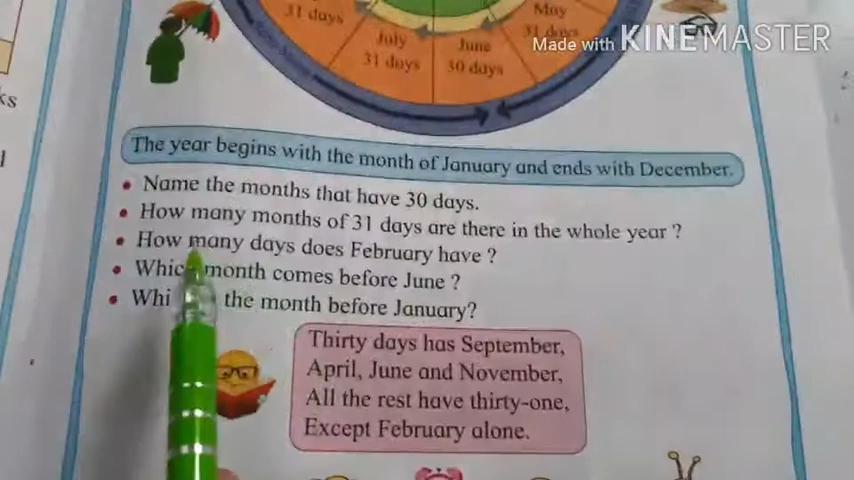 31 days
July
31 days
June
30 days
May
31 days
Made with KINEMASTER
ks
The year begins with the month of January and ends with December.
• Name the months that have 30 days.
• How many months of 31 days are there in the whole year ?
• How many days does February have ?
• Which month comes before June ?
• Whi the month before January?
Thirty days has September,
April, June and November,
All the rest have thirty-one,
Except February alone.